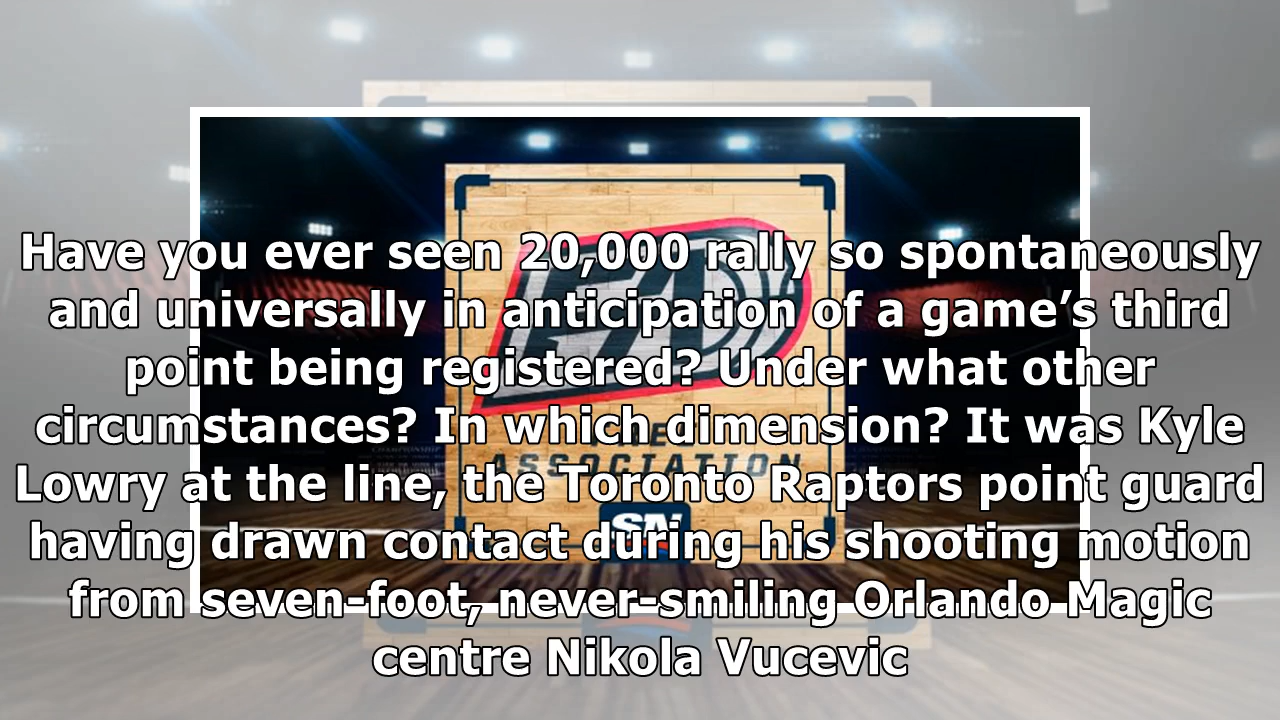 Have you ever seen 20,000 rally so spontaneously
and universally in anticipation of a game’s third
point being registered? Under what other
circumstances? In which dimension? It was Kyle
Lowry at the line, the Toronto Raptors point guard
having drawn contact during his shooting motion
from seven-foot, never-smiling Orlando Magic
centre Nikola Vucevic
ASSOCIATION
SN